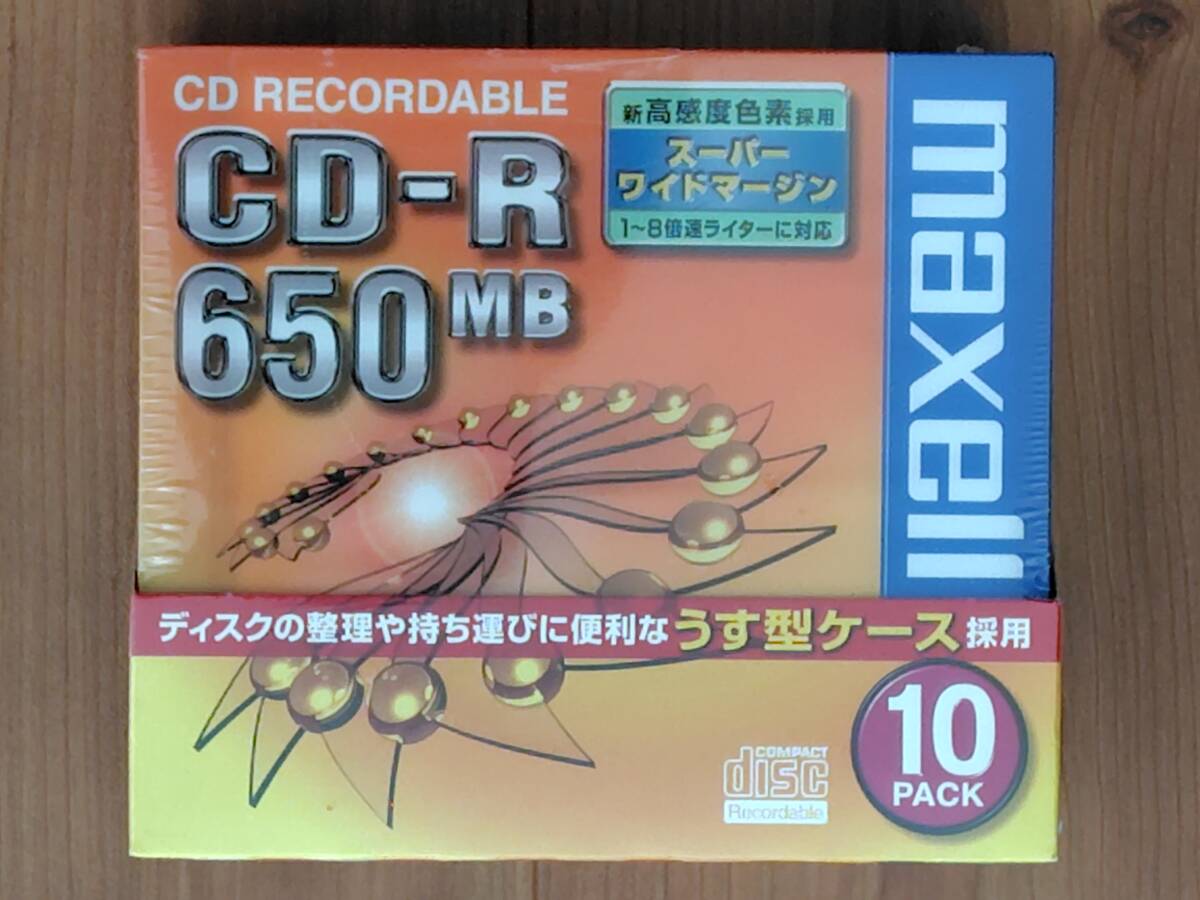 CD RECORDABLE
CD-R
650MB
新高感度色素採用
スーパー
ワイドマージン
1~8倍速ライターに対応
maxell
ディスクの整理や持ち運びに便利なうす型ケース採用
COMPACT
disc
Recordable
10
PACK